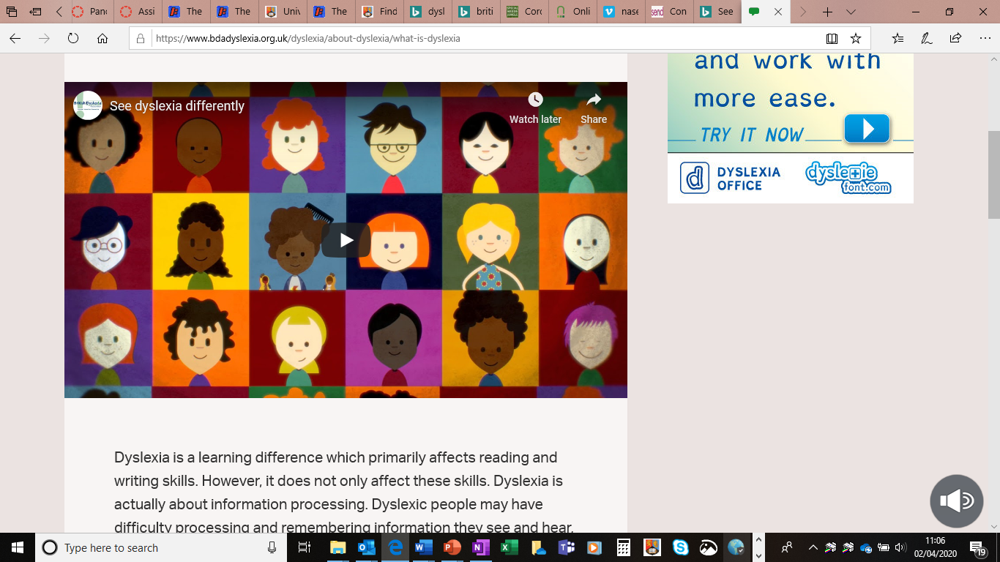 Pand
Assi
The
The
Univ
The
Find
dysl
briti
Corc
Onli
nase
send
Con
See
https://www.bdadyslexia.org.uk/dyslexia/about-dyslexia/what-is-dyslexia
See dyslexia differently
Watch later
Share
and work with
more ease.
TRY IT NOW
DYSLEXIA
OFFICE
dyslexie
font.com
Dyslexia is a learning difference which primarily affects reading and
writing skills. However, it does not only affect these skills. Dyslexia is
actually about information processing. Dyslexic people may have
difficulty processing and remembering information they see and hear,
Type here to search
11:06
02/04/2020
19